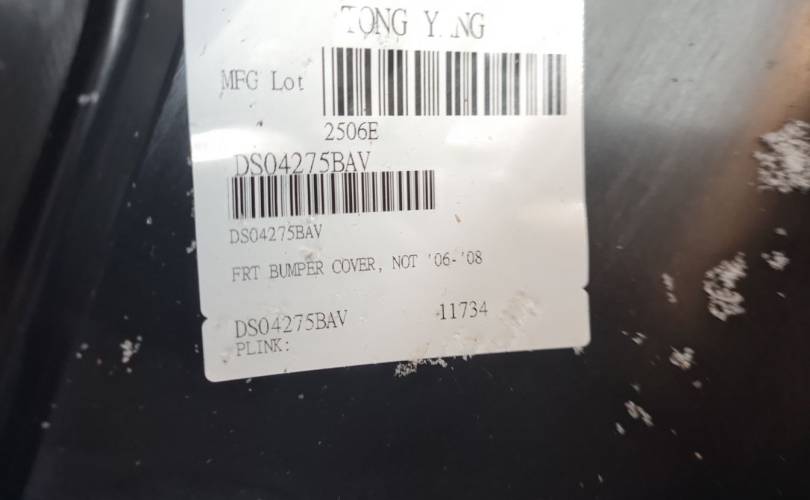 TONG Y
MFG Lot
2506E
DS04275BAV
DS04275BAV
FRT BUMPER COVER, NOT '06-'08
DS04275BAV 11734
PLINK: